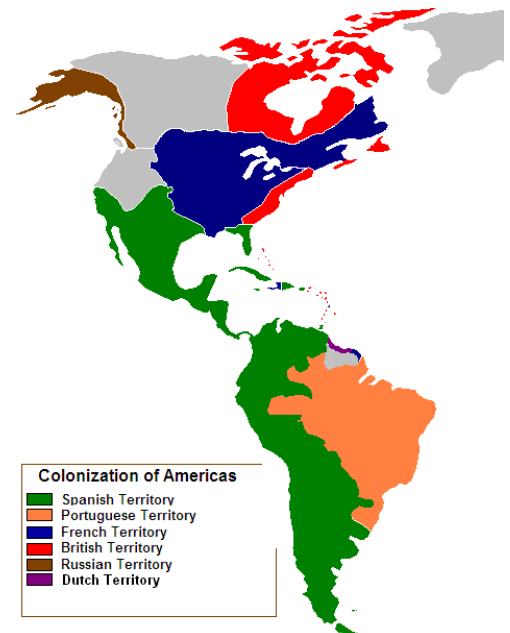 Colonization of Americas
Spanish Territory
Portuguese Territory
French Territory
British Territory
Russian Territory
Dutch Territory